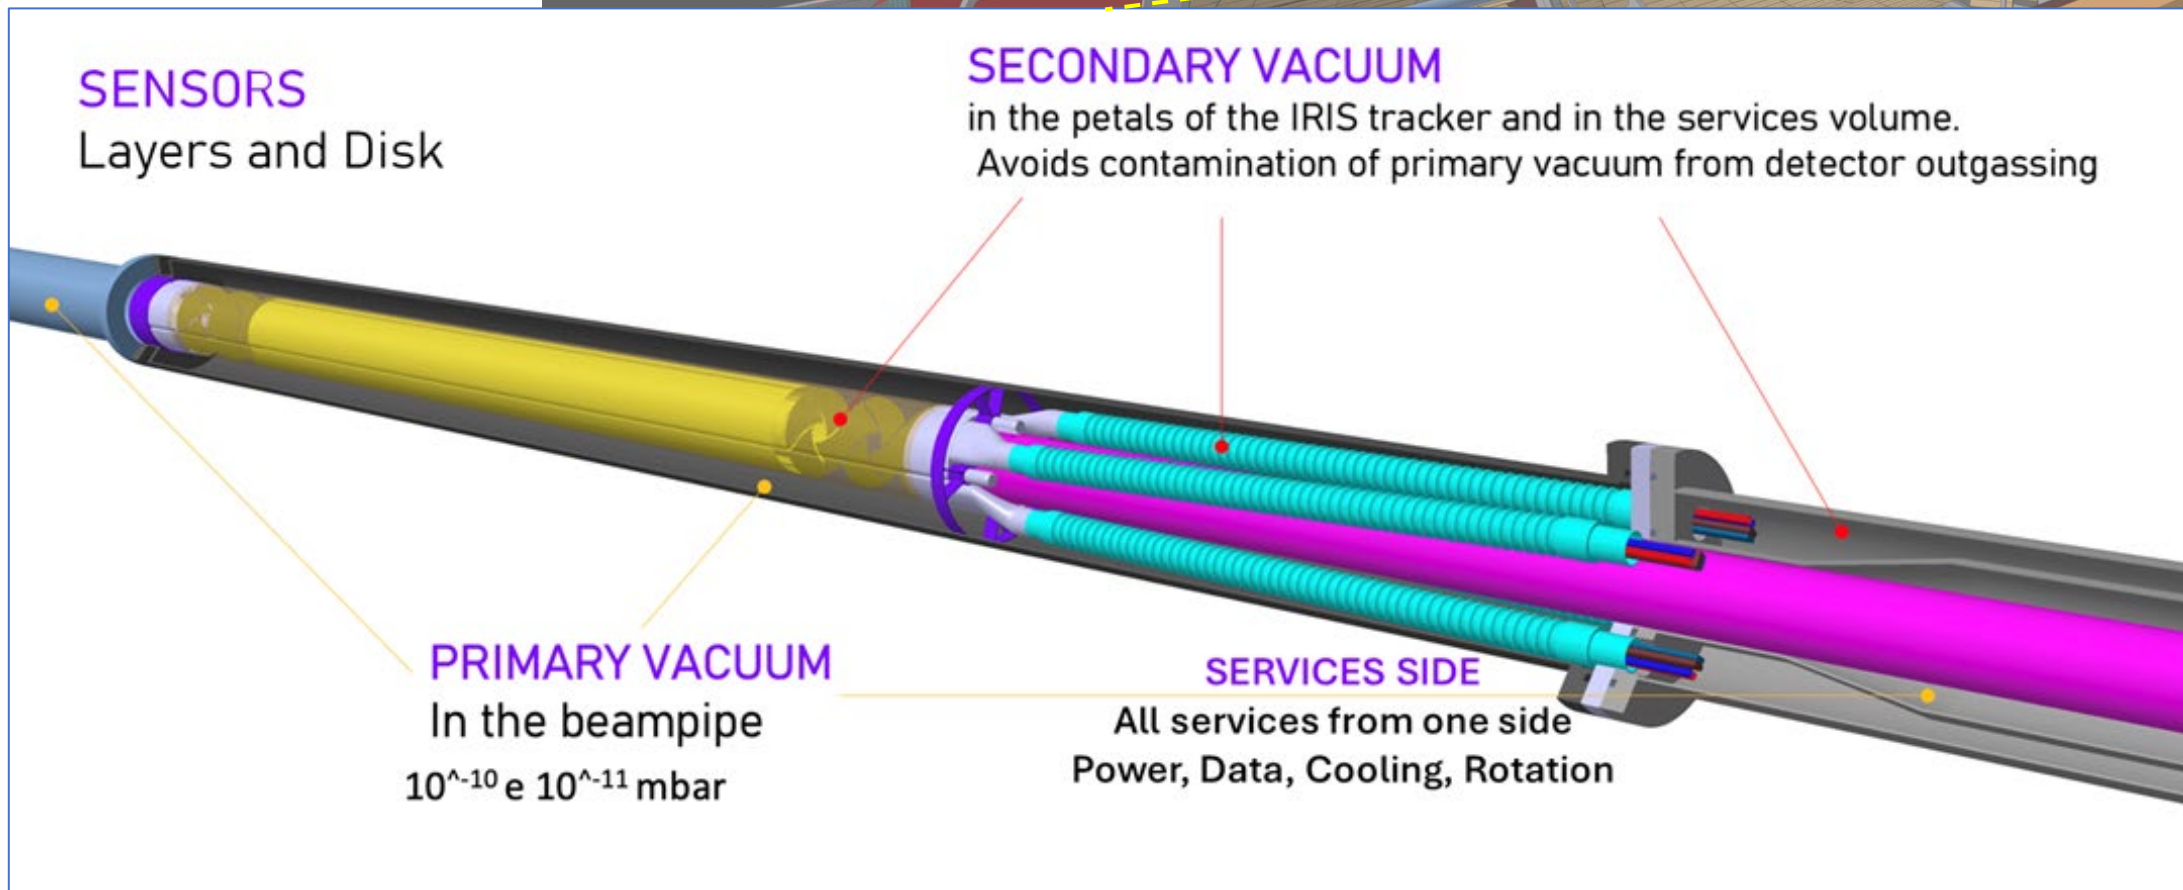 SENSORS
Layers and Disk
SECONDARY VACUUM
in the petals of the IRIS tracker and in the services volume.
Avoids contamination of primary vacuum from detector outgassing
PRIMARY VACUUM
In the beampipe
10^-10 e 10^-11 mbar
SERVICES SIDE
All services from one side
Power, Data, Cooling, Rotation